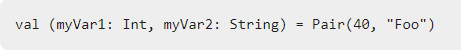 val (myVar1: Int, myVar2: String) = Pair(40, "Foo")